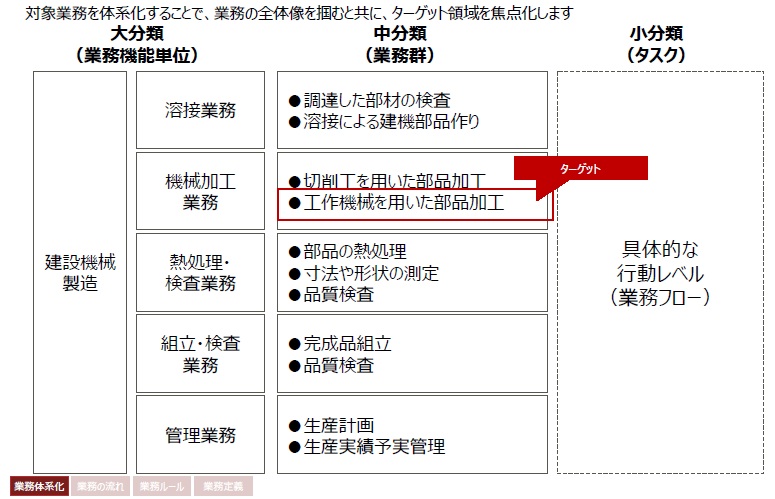 対象業務を体系化することで、業務の全体像を掴むと共に、ターゲット領域を焦点化します
大分類
（業務機能単位）
中分類
（業務群）
小分類
（タスク）
建設機械
製造
溶接業務
●調達した部材の検査
●溶接による建機部品作り
機械加工
業務
●切削工を用いた部品加工
●工作機械を用いた部品加工
ターゲット
熱処理・
検査業務
●部品の熱処理
●寸法や形状の測定
●品質検査
組立・検査
業務
●完成品組立
●品質検査
管理業務
●生産計画
●生産実績予実管理
具体的な
行動レベル
（業務フロー）
業務体系化
業務の流れ
業務ルール
業務定義